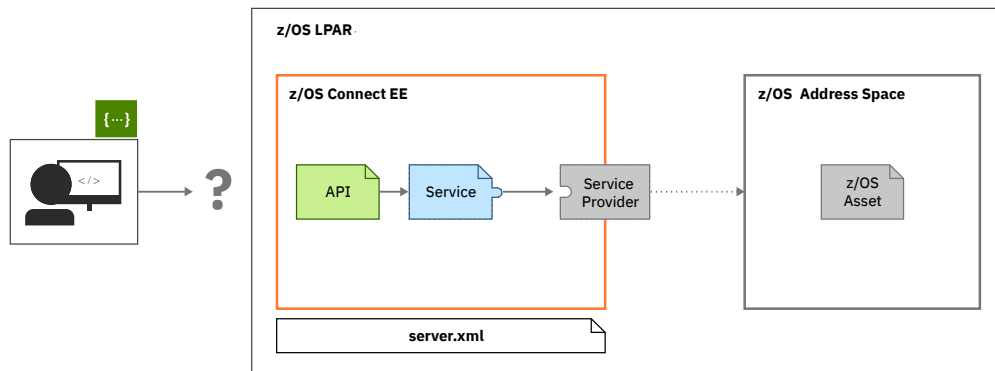 z/OS LPAR
z/OS Connect EE
z/OS Address Space
{···}
</>
?
API
Service
Service
Provider
z/OS
Asset
server.xml